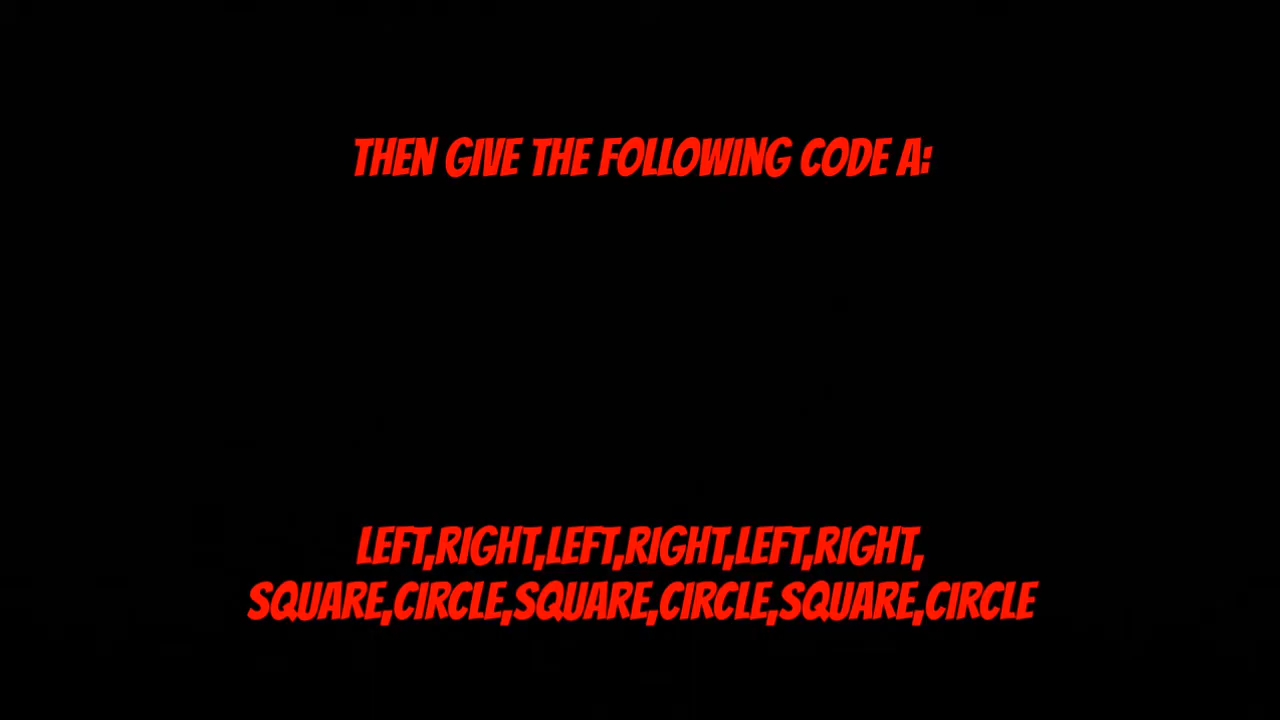 THEN GIVE THE FOLLOWING CODE A:
LEFT,RIGHT,LEFT,RIGHT,LEFT,RIGHT,
SQUARE,CIRCLE,SQUARE,CIRCLE,SQUARE,CIRCLE